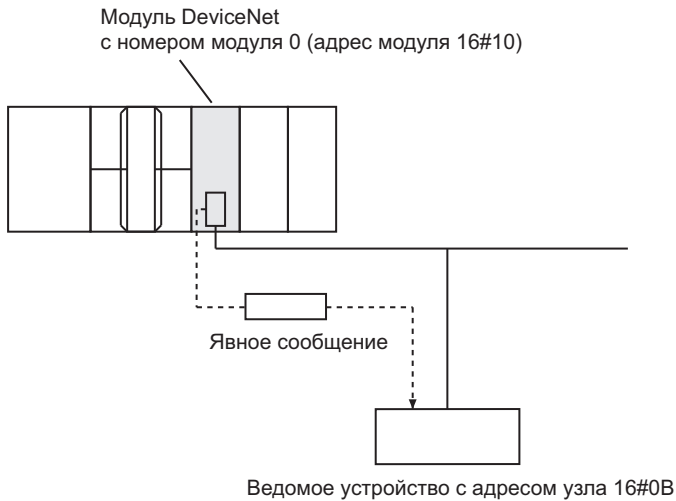 Модуль DeviceNet
с номером модуля 0 (адрес модуля 16#10)
Явное сообщение
Ведомое устройство с адресом узла 16#0B